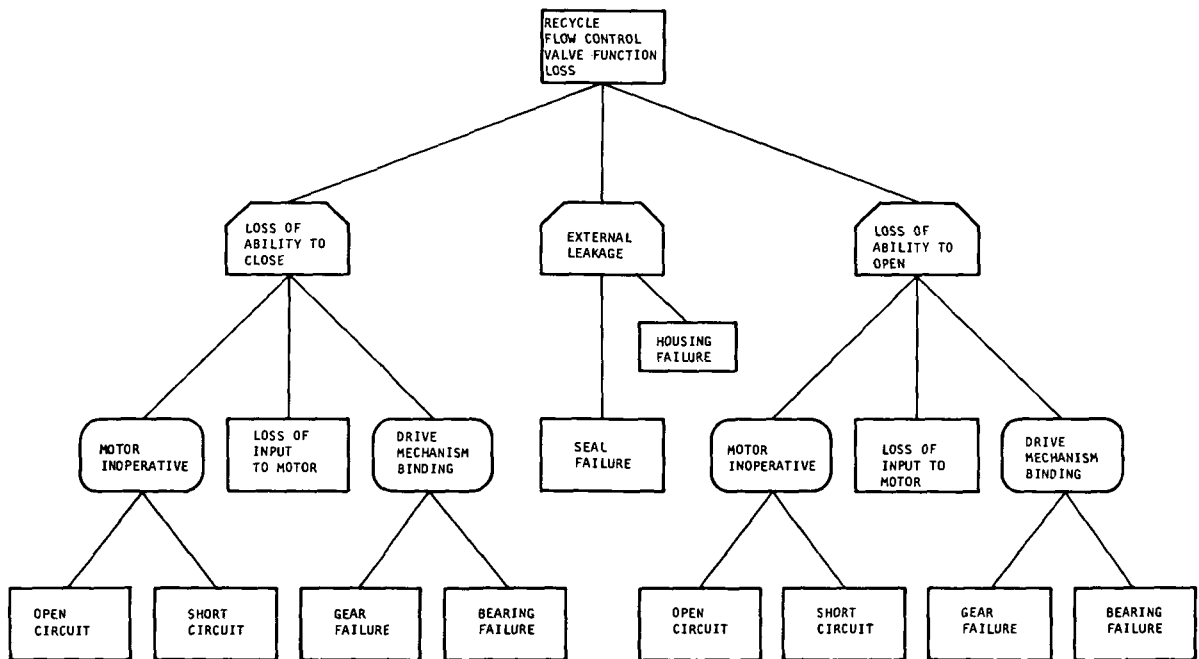 RECYCLE
FLOW CONTROL
VALVE FUNCTION
LOSS
LOSS OF
ABILITY TO
CLOSE
EXTERNAL
LEAKAGE
LOSS OF
ABILITY TO
OPEN
HOUSING
FAILURE
MOTOR
INOPERATIVE
LOSS OF
INPUT
TO MOTOR
DRIVE
MECHANISM
BINDING
SEAL
FAILURE
MOTOR
INOPERATIVE
LOSS OF
INPUT TO
MOTOR
DRIVE
MECHANISM
BINDING
OPEN
CIRCUIT
SHORT
CIRCUIT
GEAR
FAILURE
BEARING
FAILURE
OPEN
CIRCUIT
SHORT
CIRCUIT
GEAR
FAILURE
BEARING
FAILURE